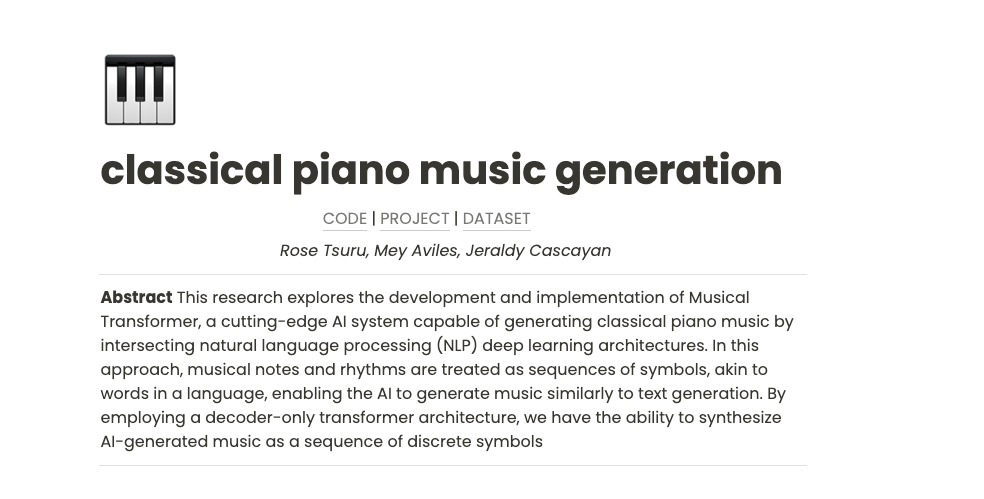 classical piano music generation
CODE | PROJECT | DATASET
Rose Tsuru, Mey Aviles, Jeraldy Cascayan
Abstract This research explores the development and implementation of Musical
Transformer, a cutting-edge AI system capable of generating classical piano music by
intersecting natural language processing (NLP) deep learning architectures. In this
approach, musical notes and rhythms are treated as sequences of symbols, akin to
words in a language, enabling the AI to generate music similarly to text generation. By
employing a decoder-only transformer architecture, we have the ability to synthesize
AI-generated music as a sequence of discrete symbols